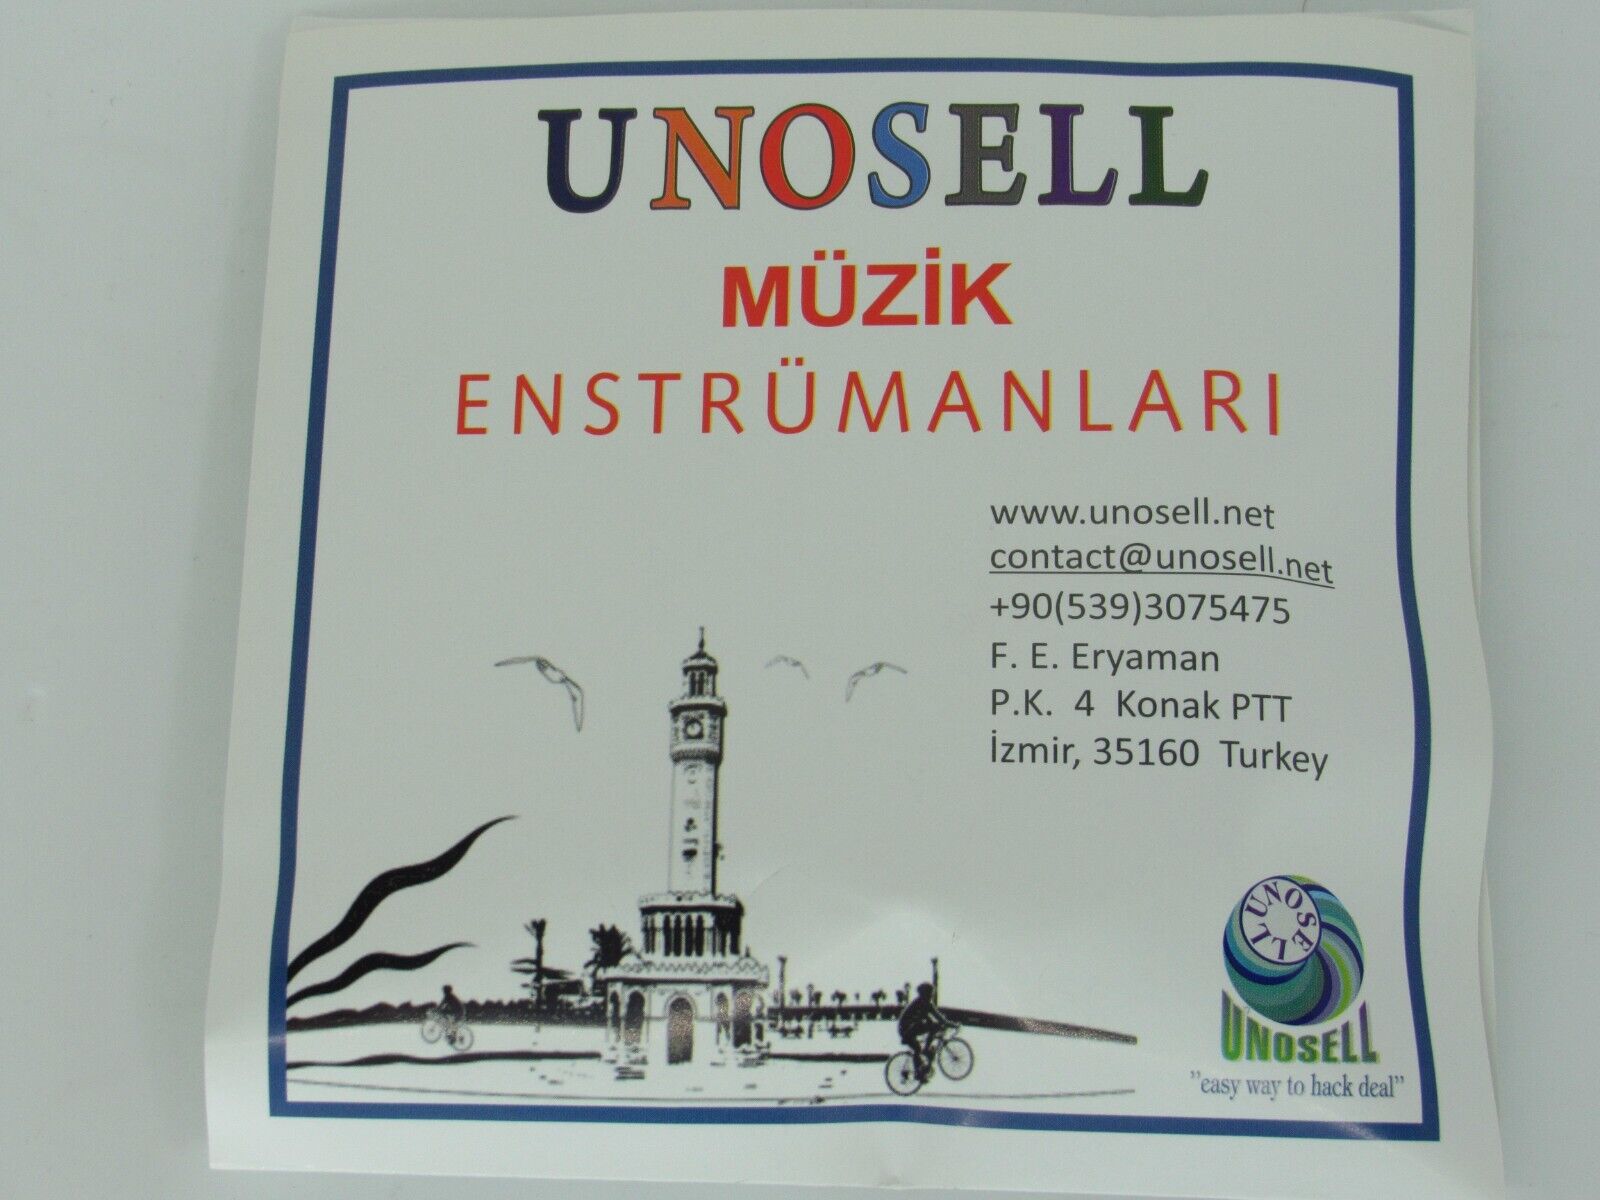 UNOSELL
MÜZİK
ENSTRÜMANLARI
www.unosell.net
contact@unosell.net
+90(539)3075475
F. E. Eryaman
P.K. 4 Konak PTT
İzmir, 35160 Turkey
UNOSELL
UNOSELL
"easy way to hack deal"